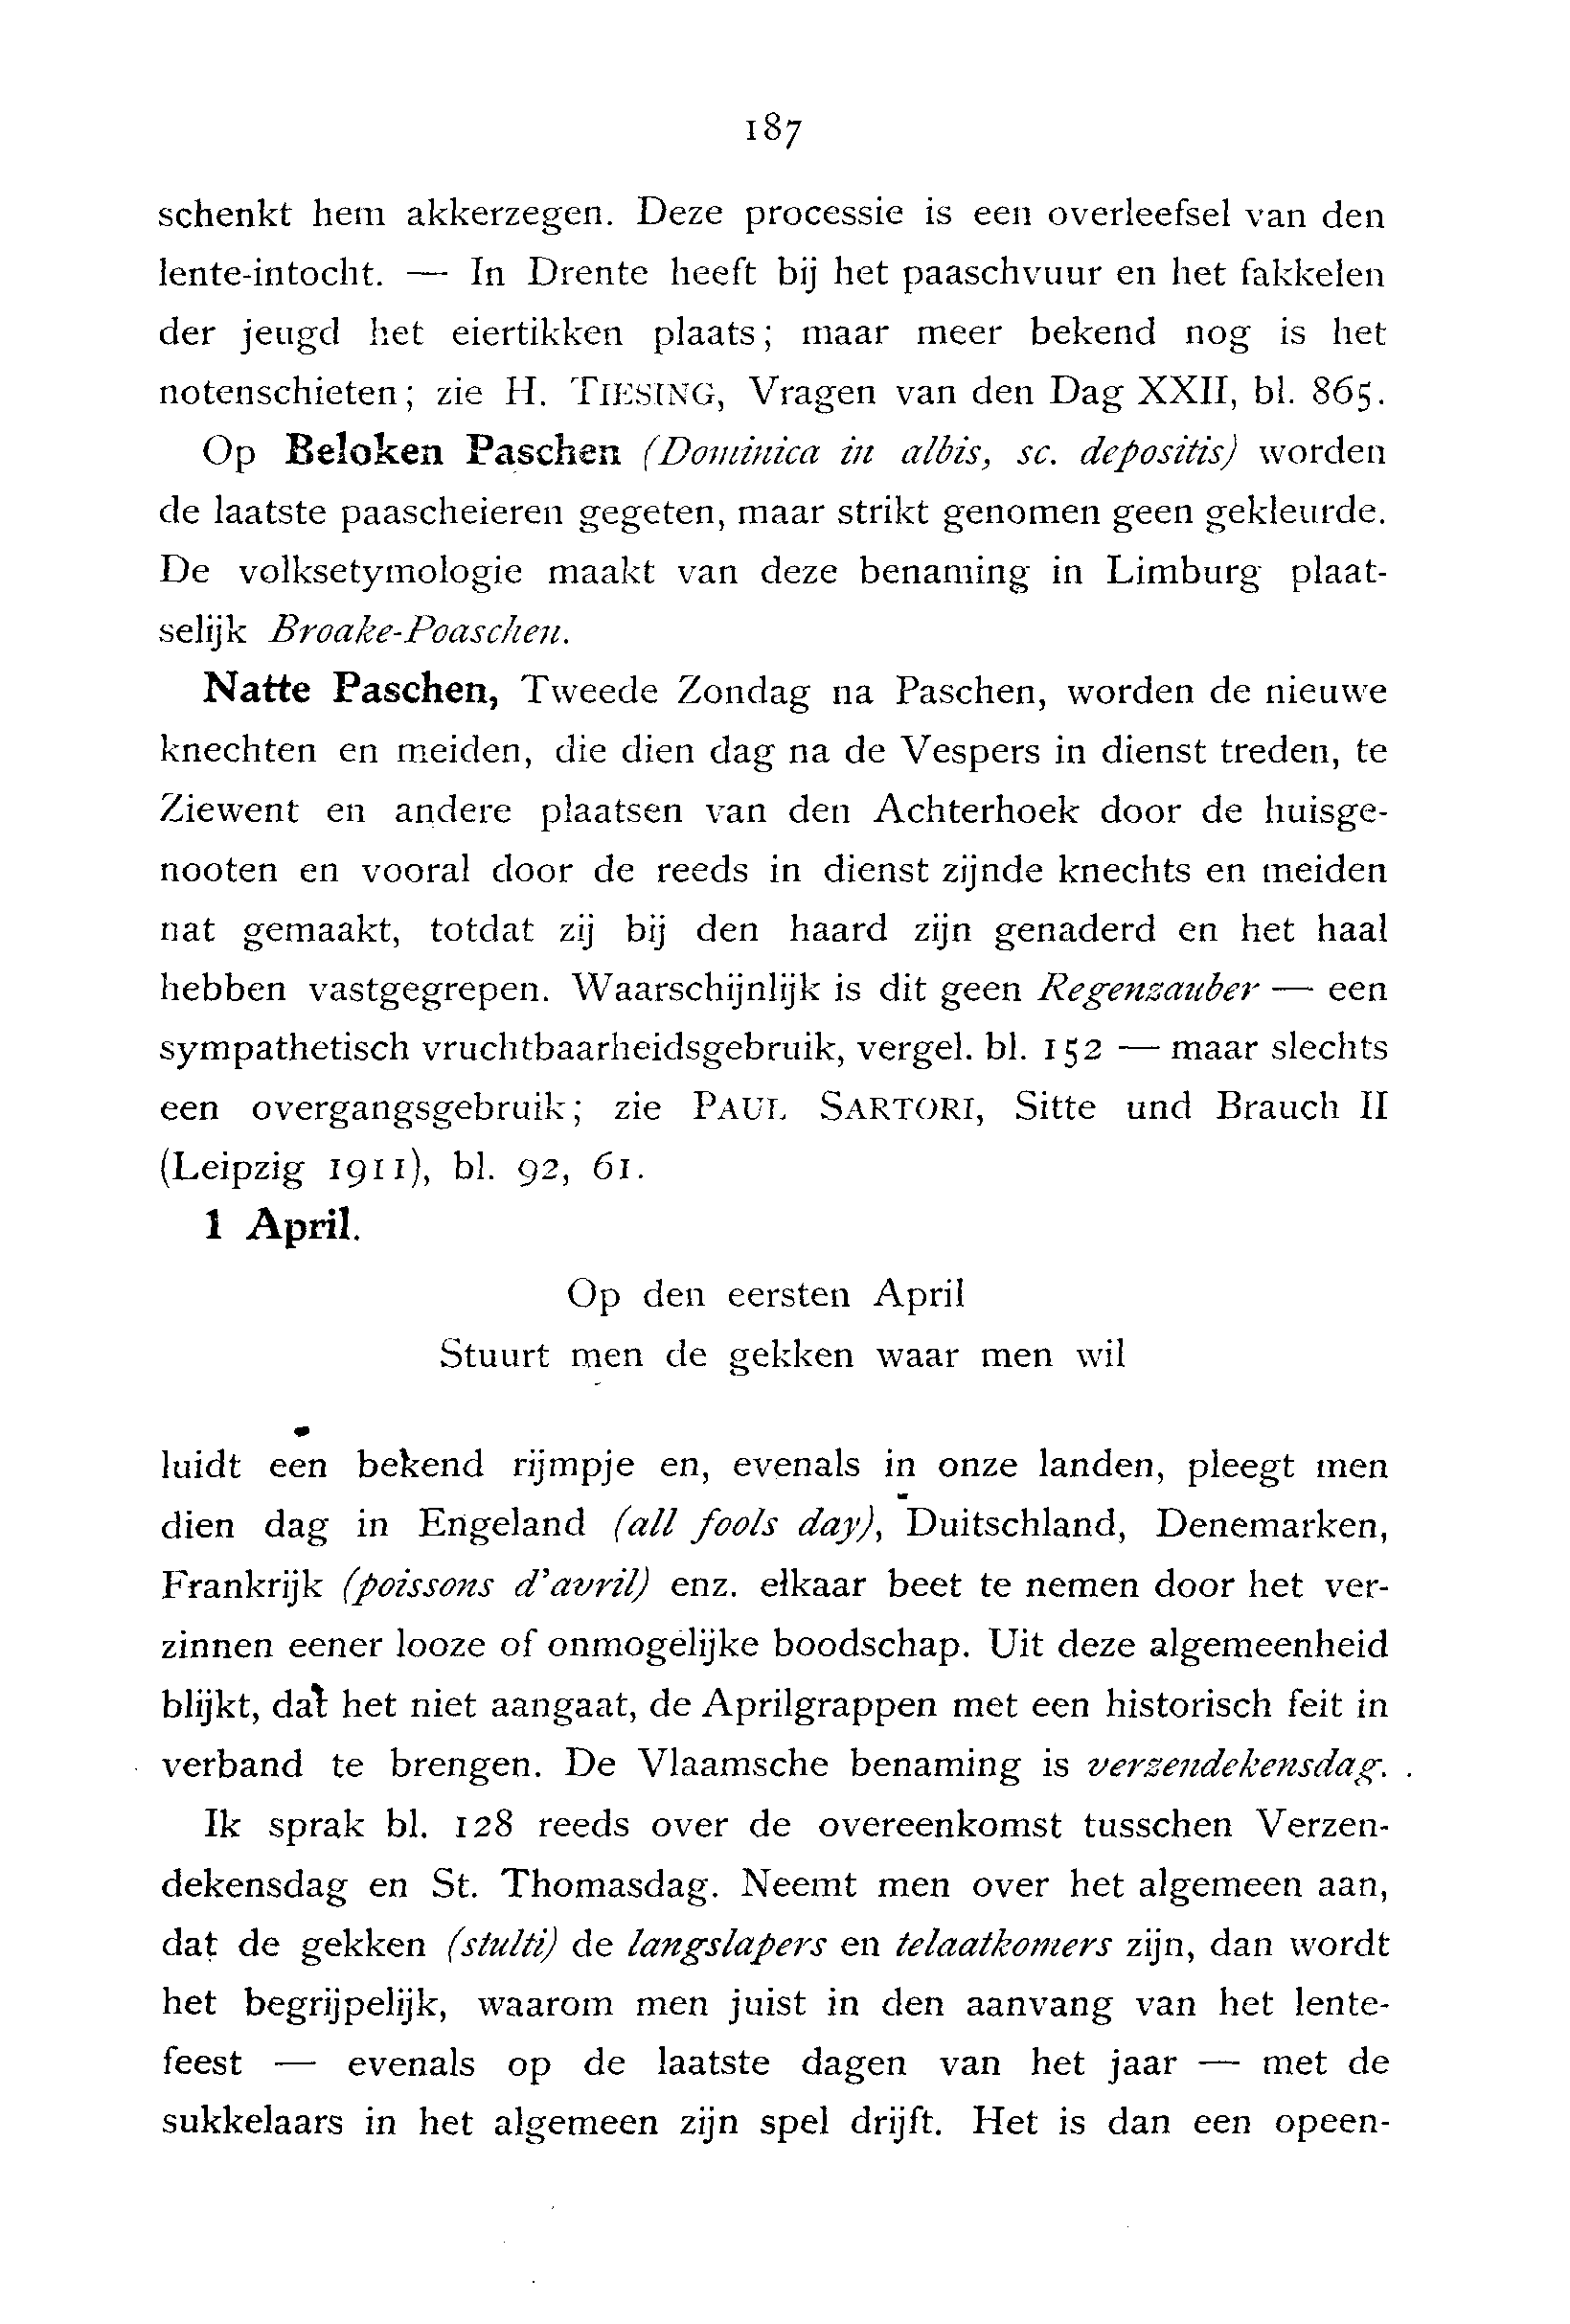 187
schenkt hem akkerzegen. Deze processie is een overleefsel van den
lente-intocht. — In Drente heeft bij het paaschvuur en het fakkelen
der jeugd het eiertikken plaats; maar meer bekend nog is het
notenschieten; zie H. TIESING, Vragen van den Dag XXII, bl. 865.
Op Beloken Paschen (Dominica in albis, sc. depositis) worden
de laatste paascheieren gegeten, maar strikt genomen geen gekleurde.
De volksetymologie maakt van deze benaming in Limburg plaat-
selijk Broake-Poaschen.
Natte Paschen, Tweede Zondag na Paschen, worden de nieuwe
knechten en meiden, die dien dag na de Vespers in dienst treden, te
Ziewent en andere plaatsen van den Achterhoek door de huisge-
nooten en vooral door de reeds in dienst zijnde knechts en meiden
nat gemaakt, totdat zij bij den haard zijn genaderd en het haal
hebben vastgegrepen. Waarschijnlijk is dit geen Regenzauber — een
sympathetisch vruchtbaarheidsgebruik, vergel. bl. 152 — maar slechts
een overgangsgebruik; zie PAUL SARTORI, Sitte und Brauch II
(Leipzig 1911), bl. 92, 61.
1 April.
Op den eersten April
Stuurt men de gekken waar men wil
luidt een bekend rijmpje en, evenals in onze landen, pleegt men
dien dag in Engeland (all fools day), Duitschland, Denemarken,
Frankrijk (poissons d'avril) enz. elkaar beet te nemen door het ver-
zinnen eener looze of onmogelijke boodschap. Uit deze algemeenheid
blijkt, dat het niet aangaat, de Aprilgrappen met een historisch feit in
verband te brengen. De Vlaamsche benaming is verzendekensdag.
Ik sprak bl. 128 reeds over de overeenkomst tusschen Verzen-
dekensdag en St. Thomasdag. Neemt men over het algemeen aan,
dat de gekken (stulti) de langslapers en telaatkomers zijn, dan wordt
het begrijpelijk, waarom men juist in den aanvang van het lente-
feest — evenals op de laatste dagen van het jaar — met de
sukkelaars in het algemeen zijn spel drijft. Het is dan een opeen-